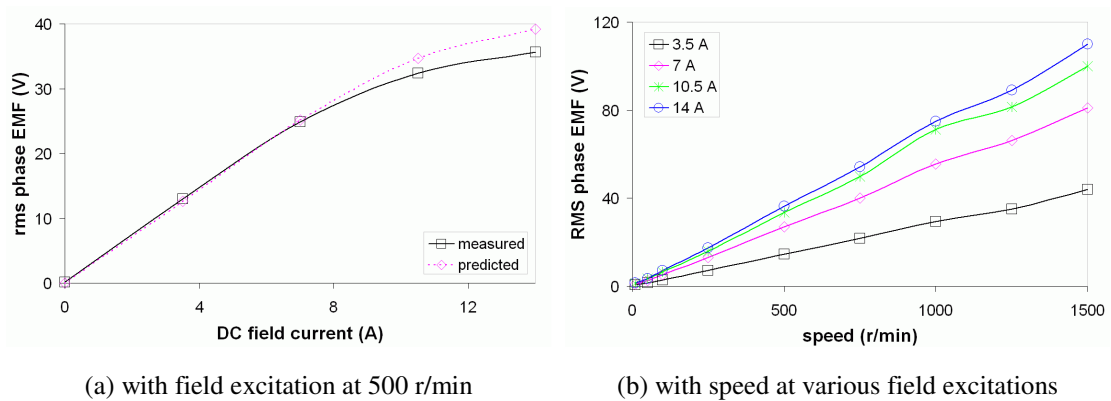 40
30
20
10
0
rms phase EMF (V)
measured
predicted
0 4 8 12
DC field current (A)
(a) with field excitation at 500 r/min
120
80
40
0
RMS phase EMF (V)
3.5 A
7 A
10.5 A
14 A
0 500 1000 1500
speed (r/min)
(b) with speed at various field excitations